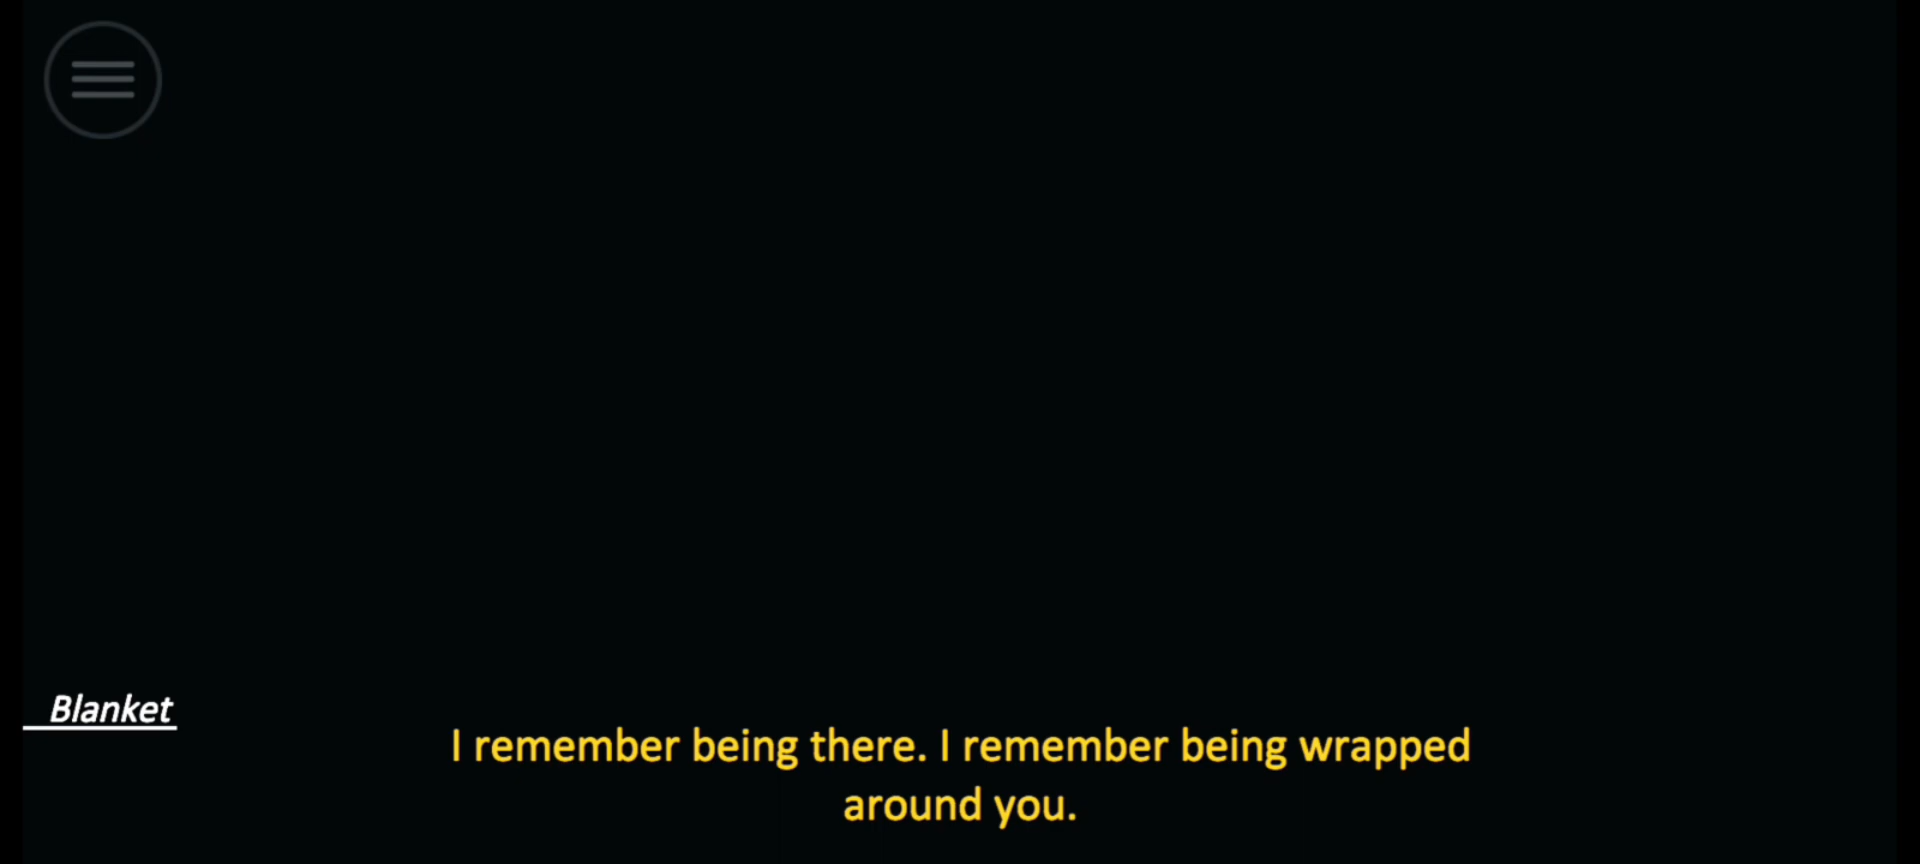 Blanket
I remember being there. I remember being wrapped
around you.